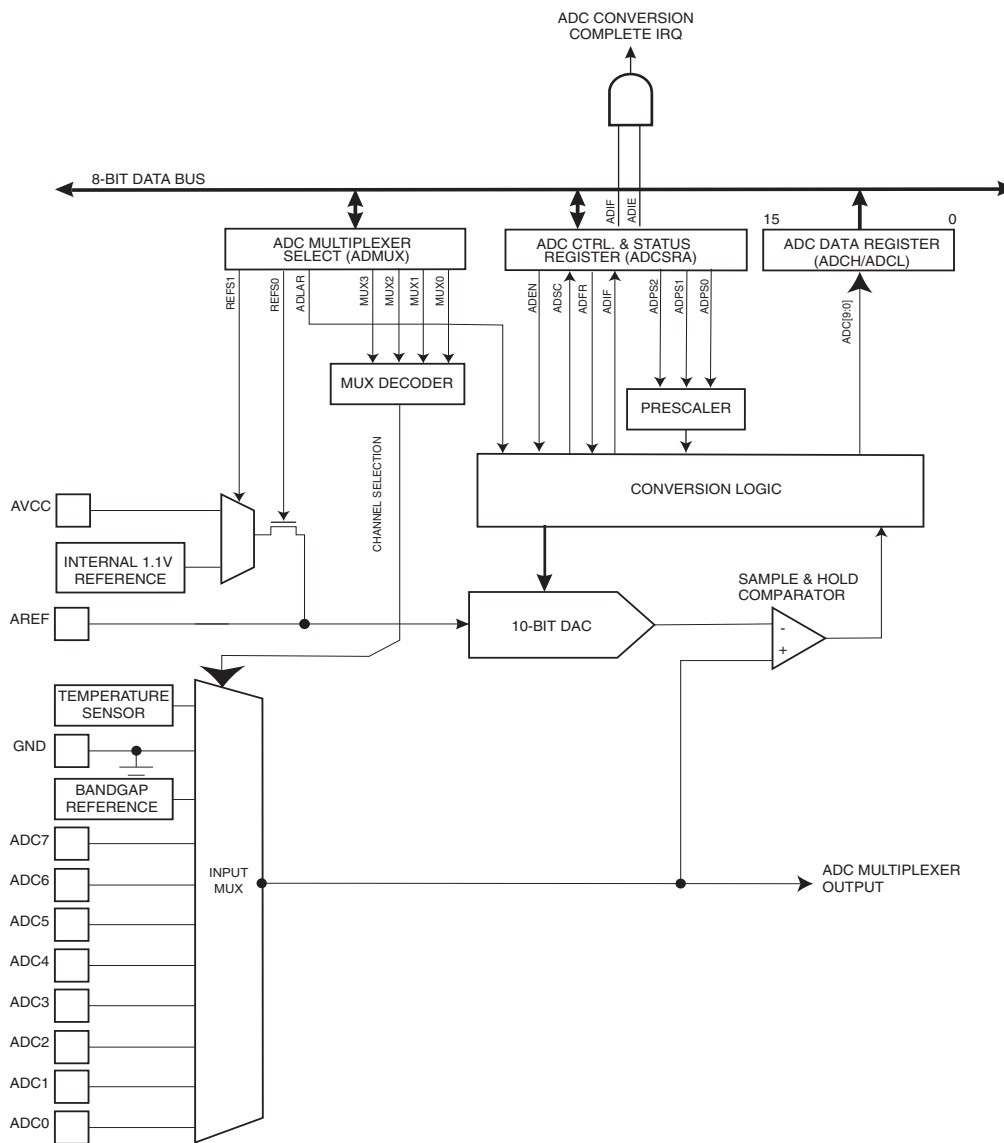 ADC CONVERSION
COMPLETE IRQ
8-BIT DATA BUS
ADIF
ADIE
15
0
ADC MULTIPLEXER
SELECT (ADMUX)
ADC CTRL. & STATUS
REGISTER (ADCSRA)
ADC DATA REGISTER
(ADCH/ADCL)
REFS1
REFS0
ADLAR
MUX3
MUX2
MUX1
MUX0
ADEN
ADSC
ADFR
ADIF
ADPS2
ADPS1
ADPS0
ADC[9:0]
MUX DECODER
PRESCALER
CHANNEL SELECTION
CONVERSION LOGIC
AVCC
INTERNAL 1.1V
REFERENCE
SAMPLE & HOLD
COMPARATOR
AREF
10-BIT DAC
-
+
TEMPERATURE
SENSOR
GND
BANDGAP
REFERENCE
ADC7
ADC6
ADC5
ADC4
ADC3
ADC2
ADC1
ADC0
INPUT
MUX
ADC MULTIPLEXER
OUTPUT